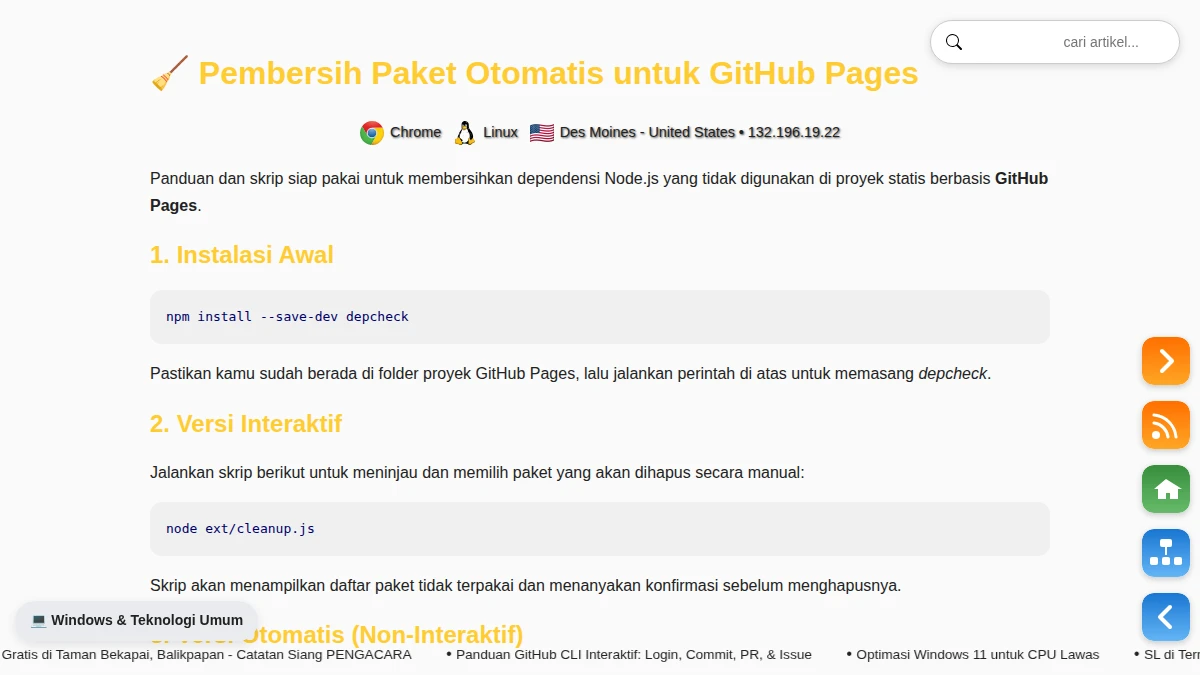 cari artikel...
Pembersih Paket Otomatis untuk GitHub Pages
Chrome Linux Des Moines - United States • 132.196.19.22
Panduan dan skrip siap pakai untuk membersihkan dependensi Node.js yang tidak digunakan di proyek statis berbasis GitHub
Pages.
1. Instalasi Awal
npm install --save-dev depcheck
Pastikan kamu sudah berada di folder proyek GitHub Pages, lalu jalankan perintah di atas untuk memasang depcheck.
2. Versi Interaktif
Jalankan skrip berikut untuk meninjau dan memilih paket yang akan dihapus secara manual:
node ext/cleanup.js
Skrip akan menampilkan daftar paket tidak terpakai dan menanyakan konfirmasi sebelum menghapusnya.
Windows & Teknologi Umum
Otomatis (Non-Interaktif)
Gratis di Taman Bekapai, Balikpapan - Catatan Siang PENGACARA • Panduan GitHub CLI Interaktif: Login, Commit, PR, & Issue • Optimasi Windows 11 untuk CPU Lawas • SL di